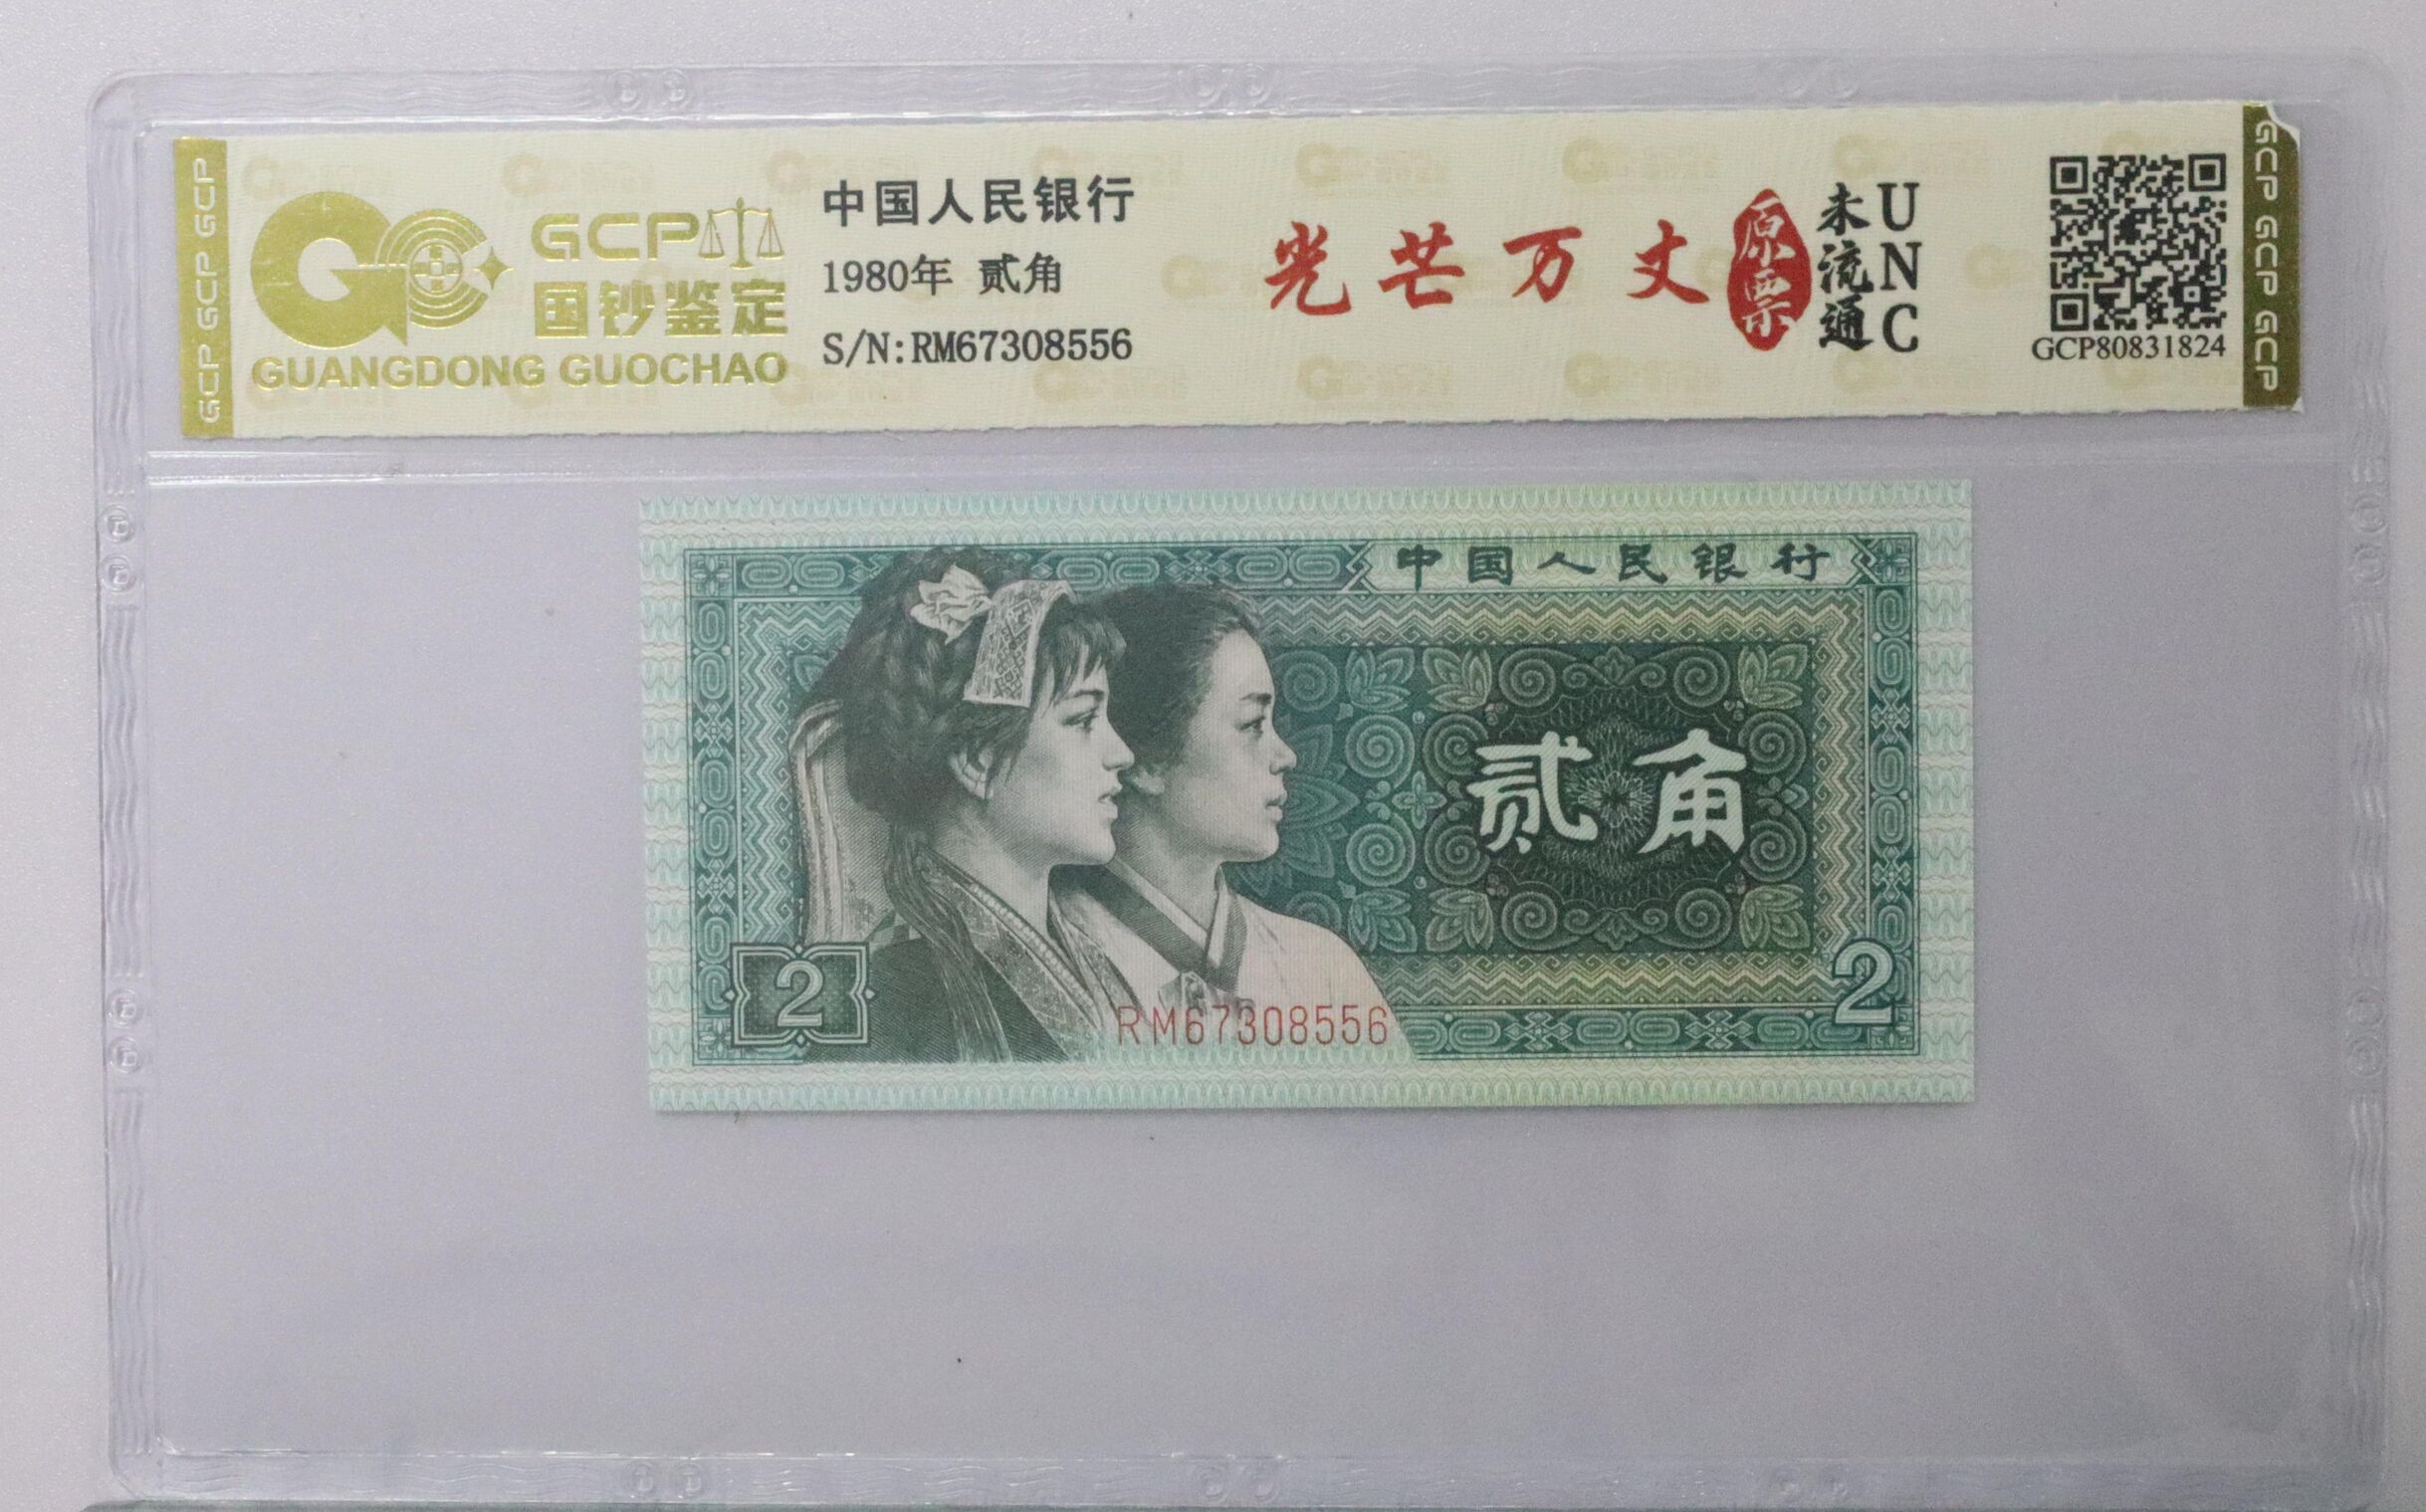 GCP GCP GCP
GCP
国钞鉴定
GUANGDONG GUOCHAO
中国人民银行
1980年 贰角
S/N:RM67308556
光芒万丈
原票
未流通
UNC
GCP80831824
GCP GCP GCP GCP
中国人民银行
贰角
2
2
RM67308556